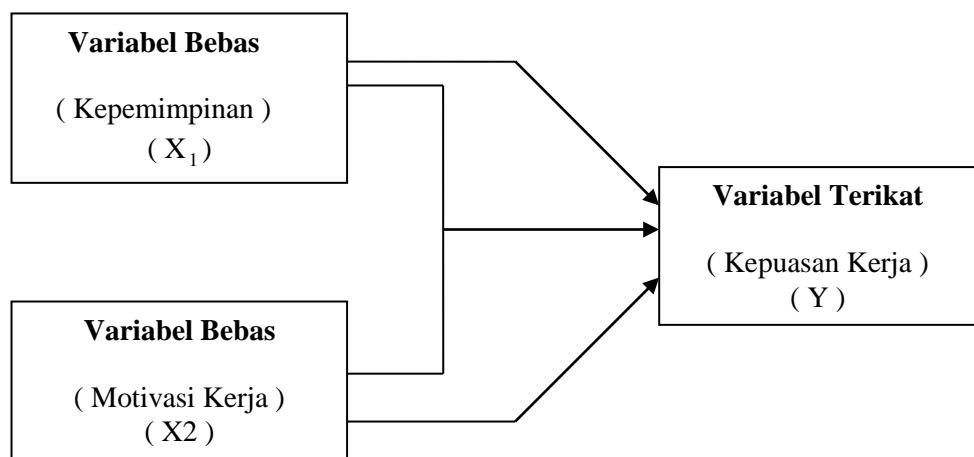 Variabel Bebas
( Kepemimpinan )
( X₁ )
Variabel Terikat
( Kepuasan Kerja )
( Y )
Variabel Bebas
( Motivasi Kerja )
( X2 )